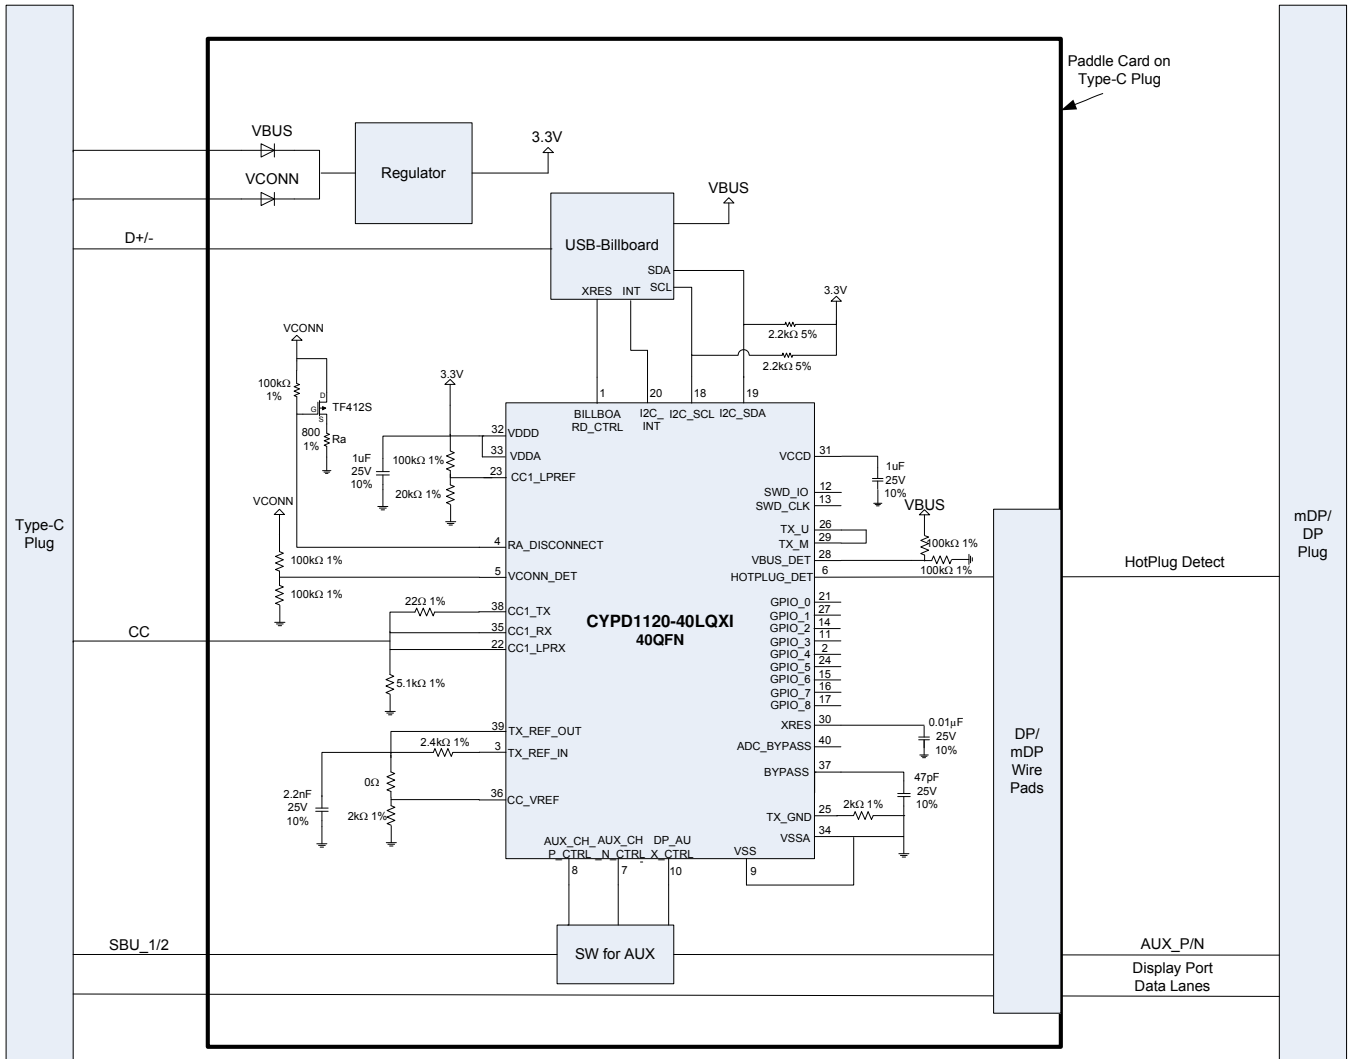 Paddle Card on
Type-C Plug
VBUS
VCONN
Regulator
3.3V
D+/-
USB-Billboard
VBUS
SDA
SCL
XRES
INT
3.3V
2.2kΩ 5%
2.2kΩ 5%
VCONN
100kΩ
1%
D
G
S
TF412S
800
1%
Ra
3.3V
1uF
25V
10%
100kΩ 1%
20kΩ 1%
VCONN
100kΩ 1%
100kΩ 1%
Type-C
Plug
CC
22Ω 1%
5.1kΩ 1%
2.4kΩ 1%
0Ω
2kΩ 1%
2.2nF
25V
10%
1
20
18
19
BILLBOA
RD_CTRL
I2C_
INT
I2C_SCL
I2C_SDA
32
VDDD
33
VDDA
23
CC1_LPREF
4
RA_DISCONNECT
5
VCONN_DET
38
CC1_TX
35
CC1_RX
22
CC1_LPRX
39
TX_REF_OUT
3
TX_REF_IN
36
CC_VREF
CYPD1120-40LQXI
40QFN
VCCD
31
SWD_IO
12
SWD_CLK
13
TX_U
26
TX_M
29
VBUS_DET
28
HOTPLUG_DET
6
GPIO_0
21
GPIO_1
27
GPIO_2
14
GPIO_3
11
GPIO_4
2
GPIO_5
24
GPIO_6
15
GPIO_7
16
GPIO_8
17
XRES
30
ADC_BYPASS
40
BYPASS
37
TX_GND
25
VSSA
34
AUX_CH_
P_CTRL
AUX_CH
_N_CTRL
DP_AU
X_CTRL
VSS
8
7
10
9
1uF
25V
10%
VBUS
100kΩ 1%
100kΩ 1%
0.01µF
25V
10%
47pF
25V
10%
2kΩ 1%
DP/
mDP
Wire
Pads
HotPlug Detect
mDP/
DP
Plug
SBU_1/2
SW for AUX
AUX_P/N
Display Port
Data Lanes